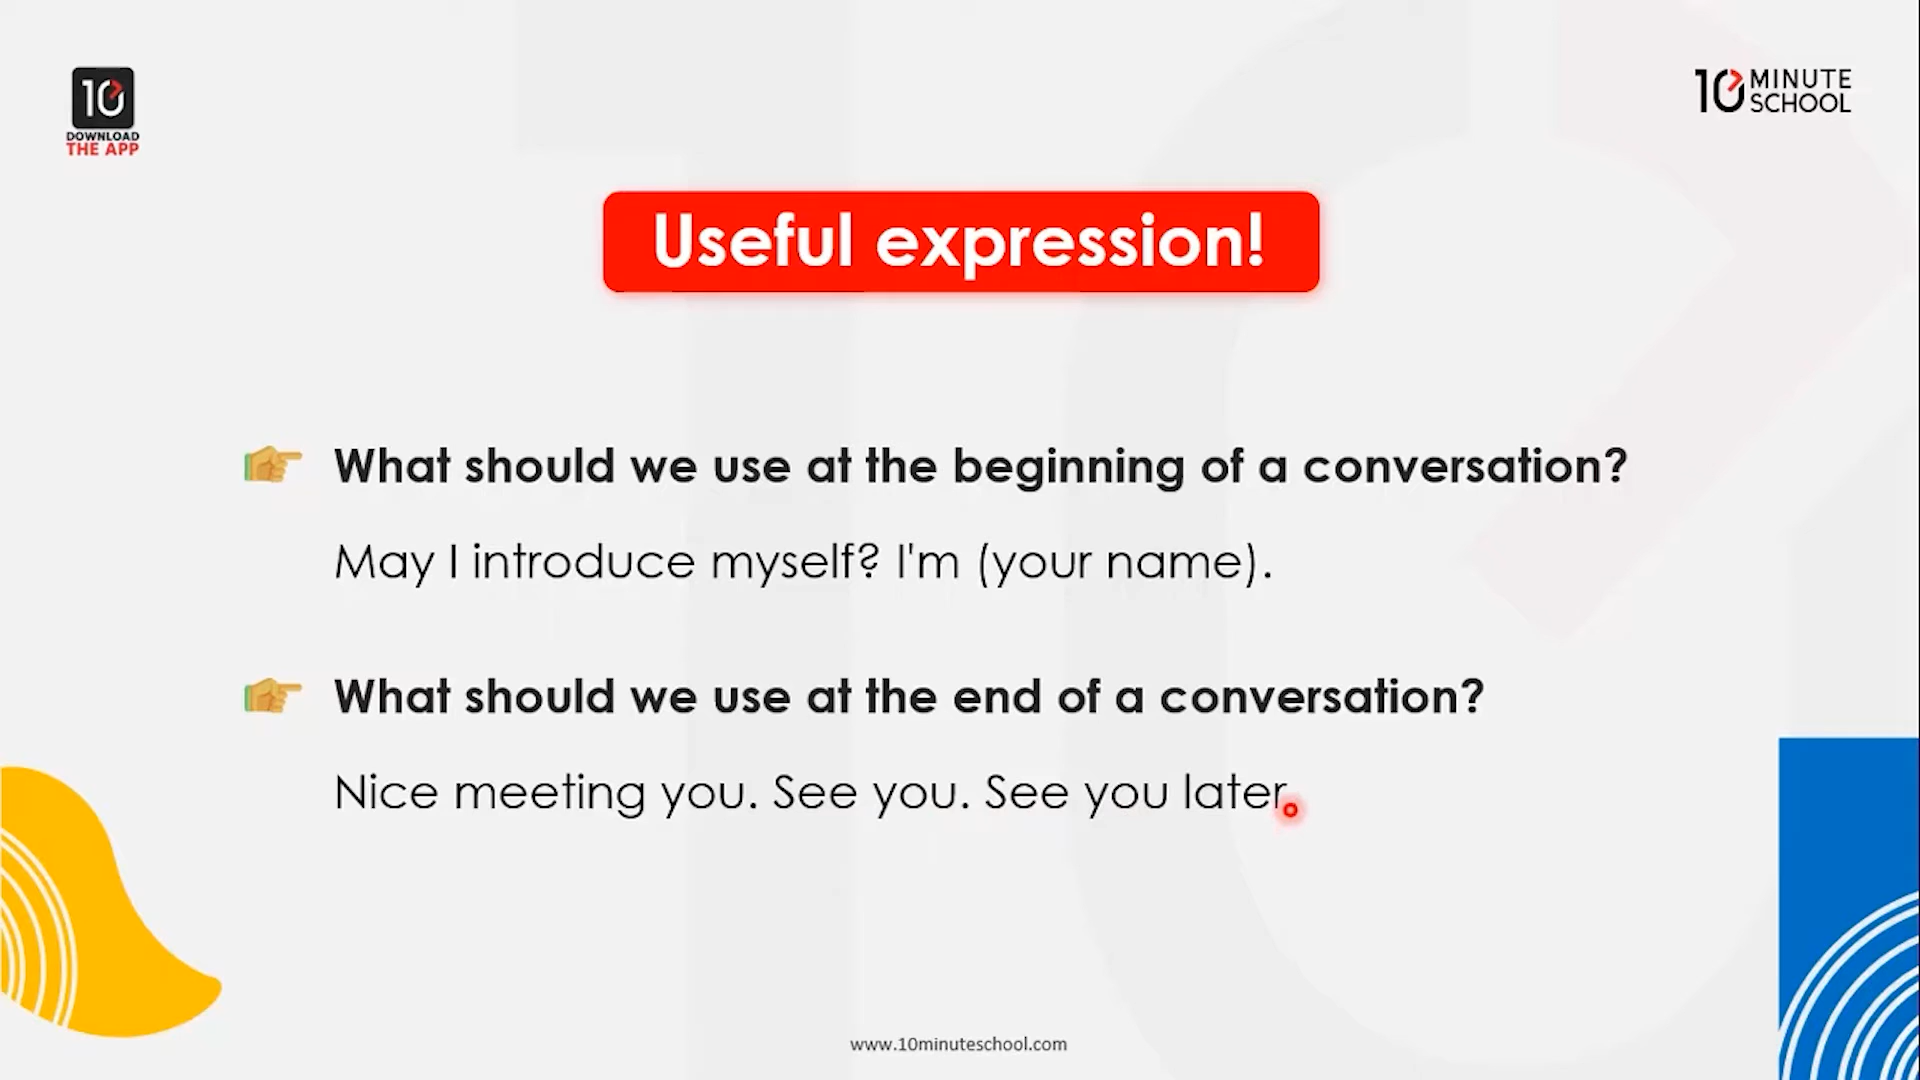 10
DOWNLOAD
THE APP
10 MINUTE
SCHOOL
Useful expression!
What should we use at the beginning of a conversation?
May I introduce myself? I'm (your name).
What should we use at the end of a conversation?
Nice meeting you. See you. See you later.
www.10minuteschool.com